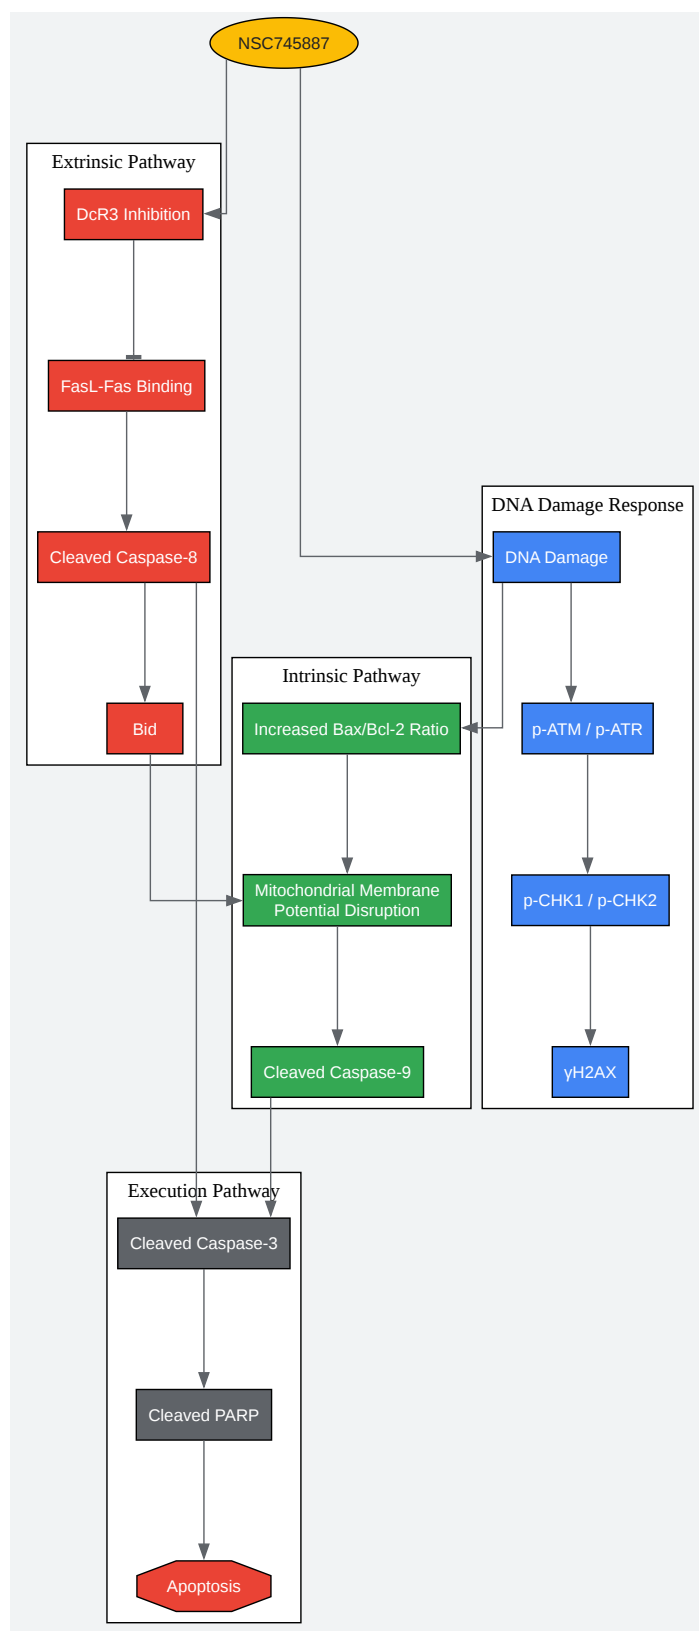 NSC745887
Extrinsic Pathway
DcR3 Inhibition
FasL-Fas Binding
Cleaved Caspase-8
Bid
DNA Damage Response
DNA Damage
p-ATM / p-ATR
p-CHK1 / p-CHK2
γH2AX
Intrinsic Pathway
Increased Bax/Bcl-2 Ratio
Mitochondrial Membrane
Potential Disruption
Cleaved Caspase-9
Execution Pathway
Cleaved Caspase-3
Cleaved PARP
Apoptosis